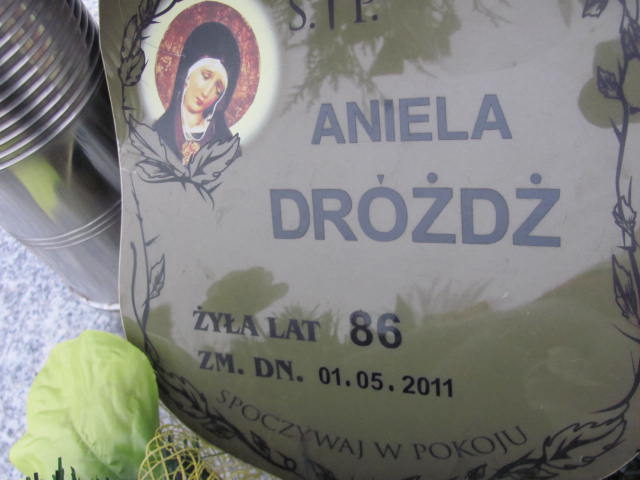 Ś. † P.
ANIELA
DRÓŻDŻ
ŻYŁA LAT 86
ZM. DN. 01.05.2011
SPOCZYWAJ W POKOJU